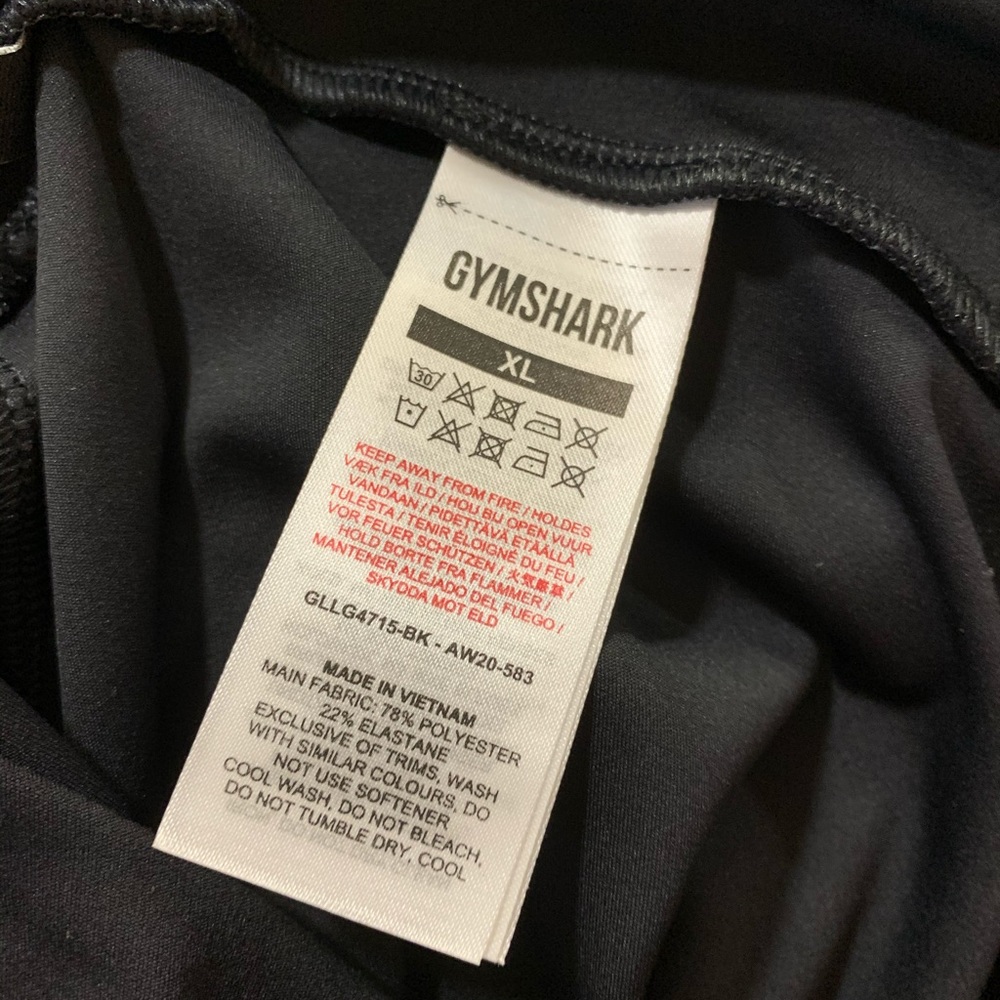 GYMSHARK
XL
30
KEEP AWAY FROM FIRE / HOLDES
VÆK FRA ILD / HOU BIJ OPEN VUUR
VANDAAN / PIDETTÄVÄ ETÄÄLLÄ
TULESTA / TENIR ÉLOIGNÉ DU FEU /
VOR FEUER SCHÜTZEN / 火気厳禁 /
HOLD BORTE FRA FLAMMER /
MANTENER ALEJADO DEL FUEGO /
SKYDDA MOT ELD
GLLG4715-BK - AW20-583
MADE IN VIETNAM
MAIN FABRIC: 78% POLYESTER
22% ELASTANE
EXCLUSIVE OF TRIMS, WASH
WITH SIMILAR COLOURS, DO
NOT USE SOFTENER
COOL WASH, DO NOT BLEACH,
DO NOT TUMBLE DRY, COOL